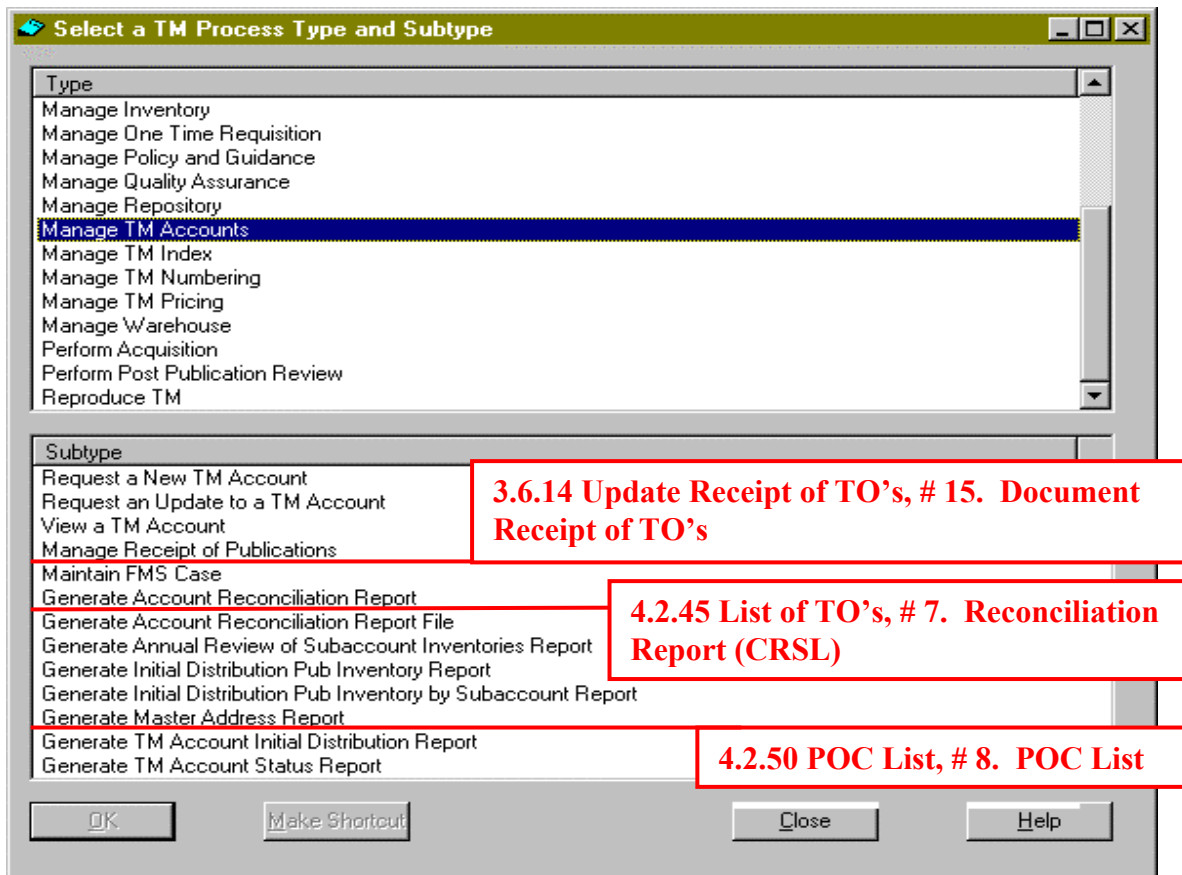 Select a TM Process Type and Subtype
Type
Manage Inventory
Manage One Time Requisition
Manage Policy and Guidance
Manage Quality Assurance
Manage Repository
Manage TM Accounts
Manage TM Index
Manage TM Numbering
Manage TM Pricing
Manage Warehouse
Perform Acquisition
Perform Post Publication Review
Reproduce TM
Subtype
Request a New TM Account
Request an Update to a TM Account
View a TM Account
Manage Receipt of Publications
3.6.14 Update Receipt of TO’s, # 15. Document
Receipt of TO’s
Maintain FMS Case
Generate Account Reconciliation Report
Generate Account Reconciliation Report File
Generate Annual Review of Subaccount Inventories Report
Generate Initial Distribution Pub Inventory Report
4.2.45 List of TO’s, # 7. Reconciliation
Report (CRSL)
Generate Initial Distribution Pub Inventory by Subaccount Report
Generate Master Address Report
Generate TM Account Initial Distribution Report
Generate TM Account Status Report
4.2.50 POC List, # 8. POC List
OK
Make Shortcut
Close
Help